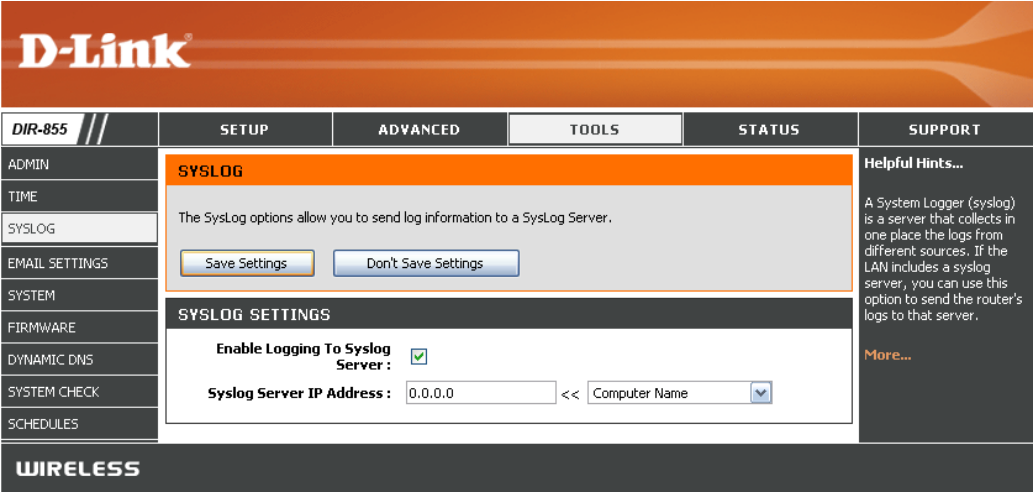 D-Link
DIR-855
SETUP
ADVANCED
TOOLS
STATUS
SUPPORT
ADMIN
TIME
SYSLOG
EMAIL SETTINGS
SYSTEM
FIRMWARE
DYNAMIC DNS
SYSTEM CHECK
SCHEDULES
SYSLOG
The SysLog options allow you to send log information to a SysLog Server.
Save Settings
Don't Save Settings
SYSLOG SETTINGS
Enable Logging To Syslog
Server :
Syslog Server IP Address : 0.0.0.0 << Computer Name
Helpful Hints...
A System Logger (syslog)
is a server that collects in
one place the logs from
different sources. If the
LAN includes a syslog
server, you can use this
option to send the router's
logs to that server.
More...
WIRELESS